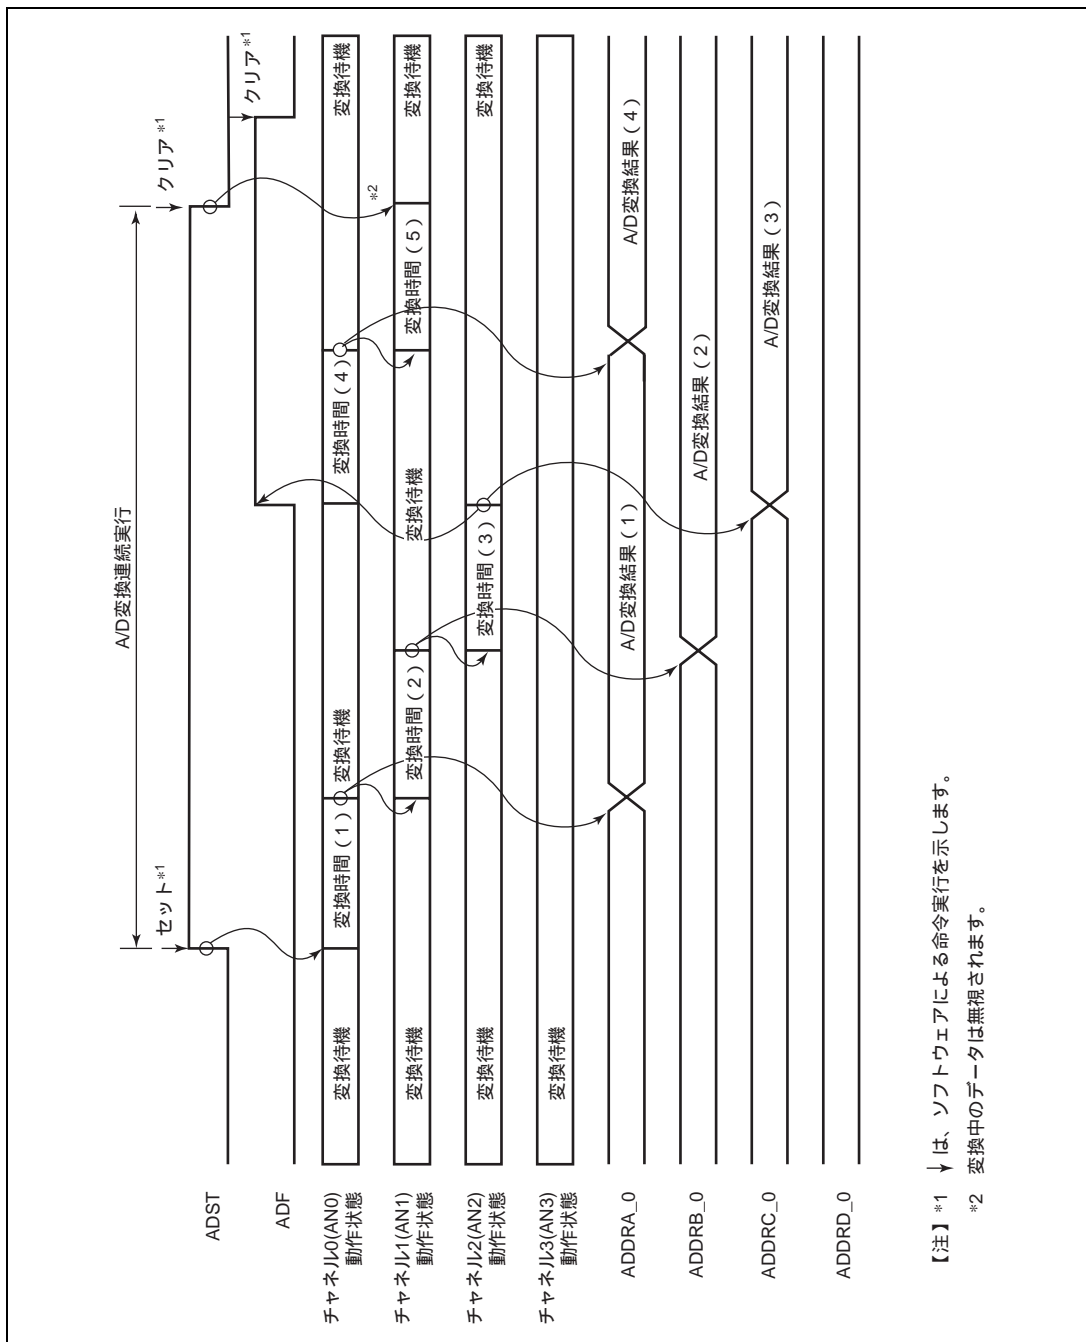 A/D変換連続実行
セット*1
クリア*1
クリア*1
ADST
ADF
チャネル0(AN0)
動作状態
変換待機
変換時間(1)
変換待機
変換時間(4)
変換待機
チャネル1(AN1)
動作状態
変換待機
変換時間(2)
変換待機
変換時間(5)
*2
変換待機
チャネル2(AN2)
動作状態
変換待機
変換時間(3)
変換待機
チャネル3(AN3)
動作状態
変換待機
ADDRA_0
A/D変換結果(1)
A/D変換結果(4)
ADDRB_0
A/D変換結果(2)
ADDRC_0
A/D変換結果(3)
ADDRD_0
【注】 *1 ↓は、ソフトウェアによる命令実行を示します。
*2 変換中のデータは無視されます。